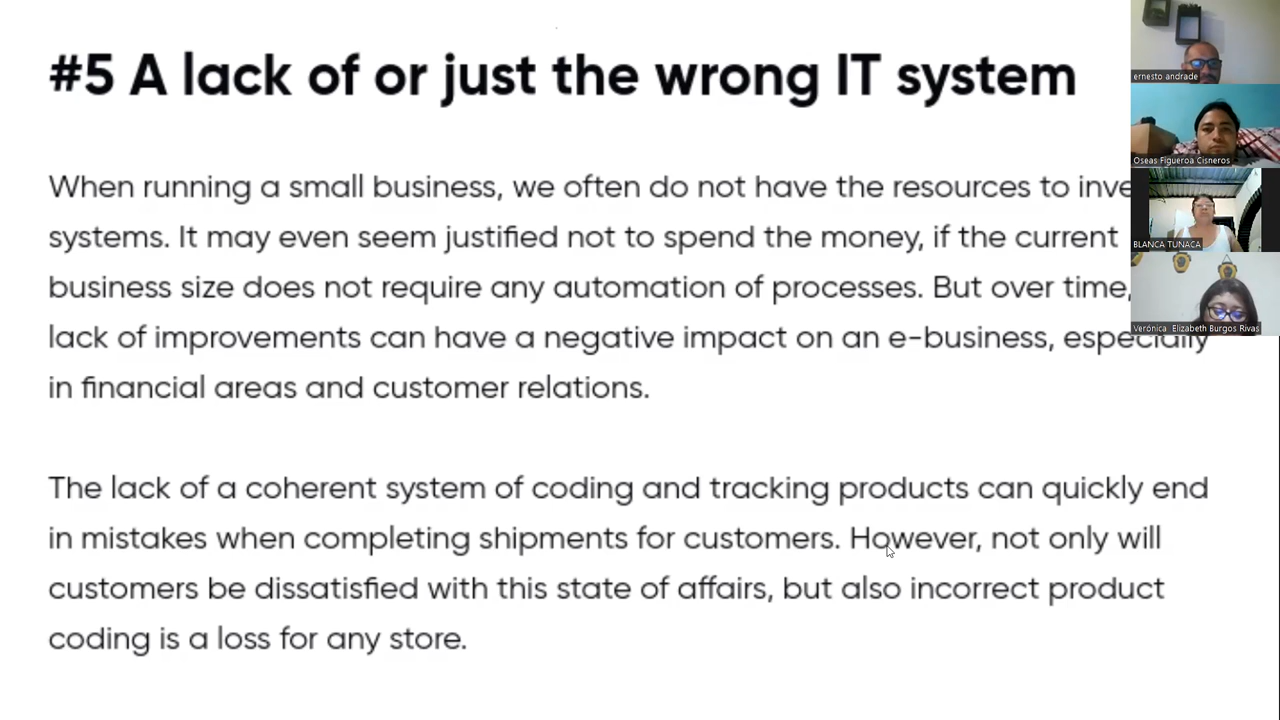 #5 A lack of or just the wrong IT system
When running a small business, we often do not have the resources to
systems. It may even seem justified not to spend the money, if the current
business size does not require any automation of processes. But over time,
lack of improvements can have a negative impact on an e-business, especially
in financial areas and customer relations.
The lack of a coherent system of coding and tracking products can quickly end
in mistakes when completing shipments for customers. However, not only will
customers be dissatisfied with this state of affairs, but also incorrect product
coding is a loss for any store.
ernesto andrade
Oseas Figueroa Cisneros
BLANCA TUNACA
Verónica Elizabeth Burgos Rivas